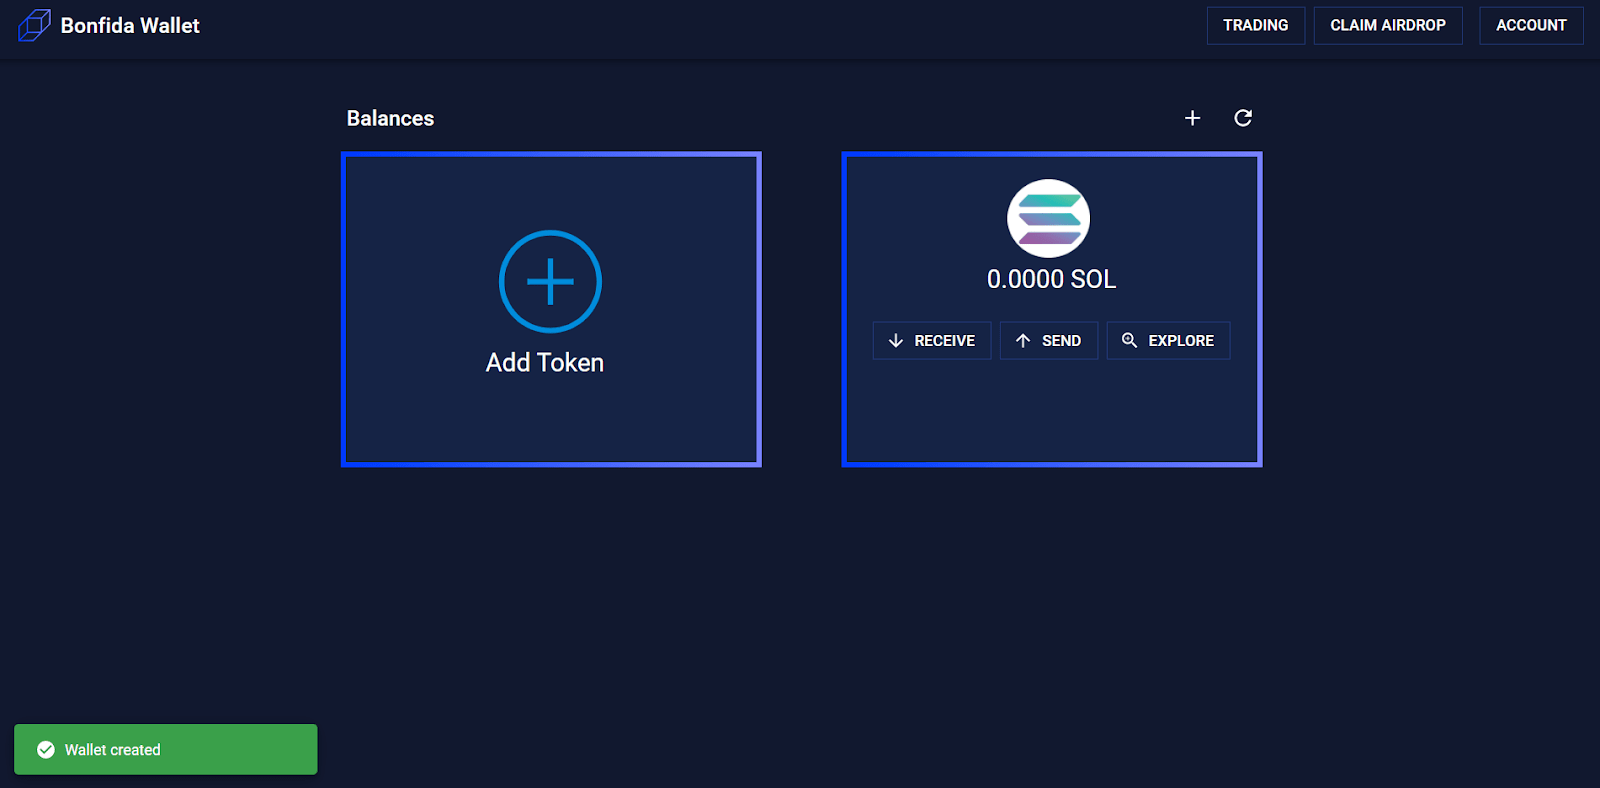 Bonfida Wallet
TRADING
CLAIM AIRDROP
ACCOUNT
Balances
Add Token
0.0000 SOL
RECEIVE
SEND
EXPLORE
Wallet created